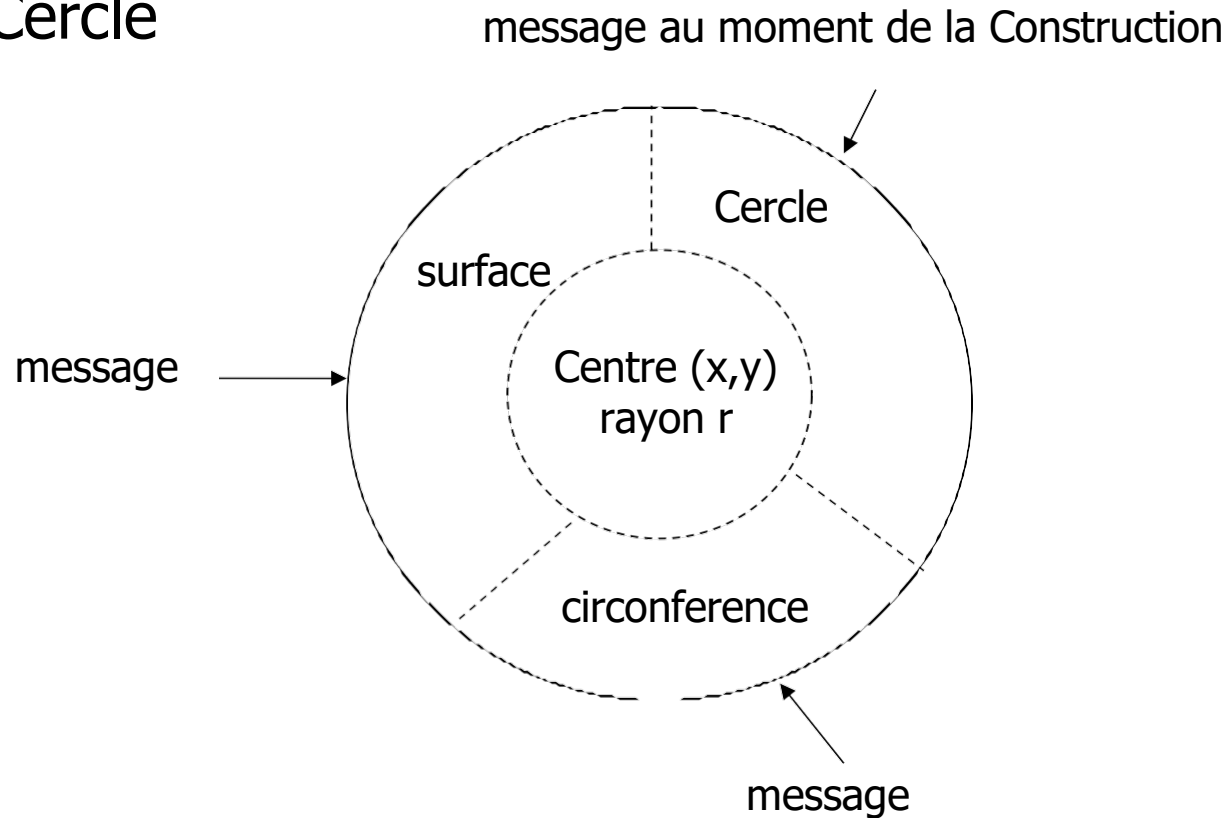 Cercle
message au moment de la Construction
Cercle
surface
message
Centre (x,y)
rayon r
circonference
message